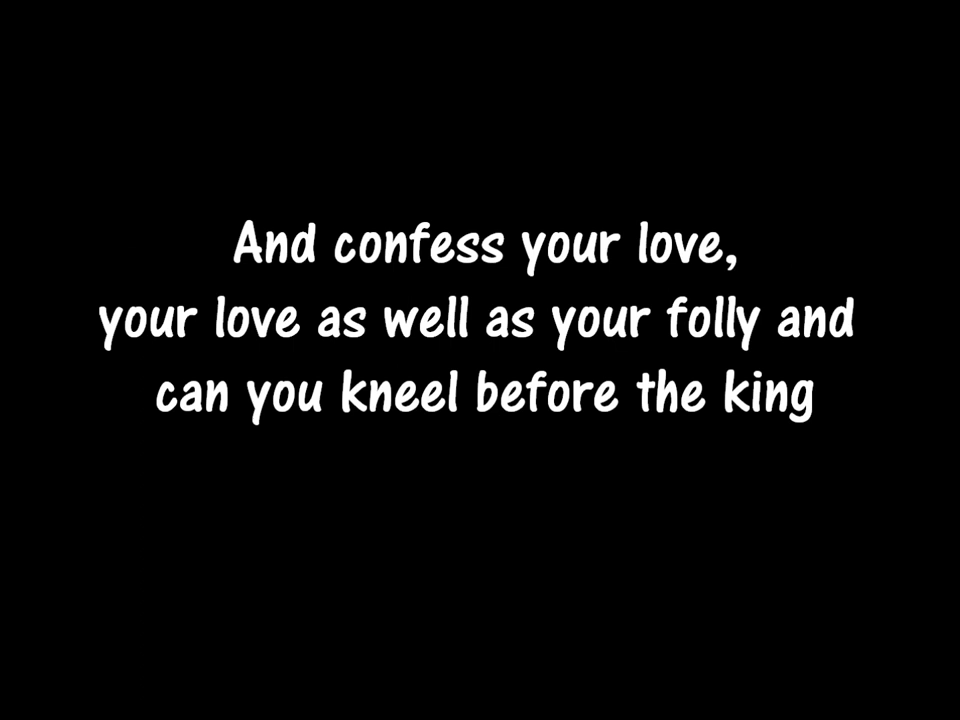 And confess your love,
your love as well as your folly and
can you kneel before the king